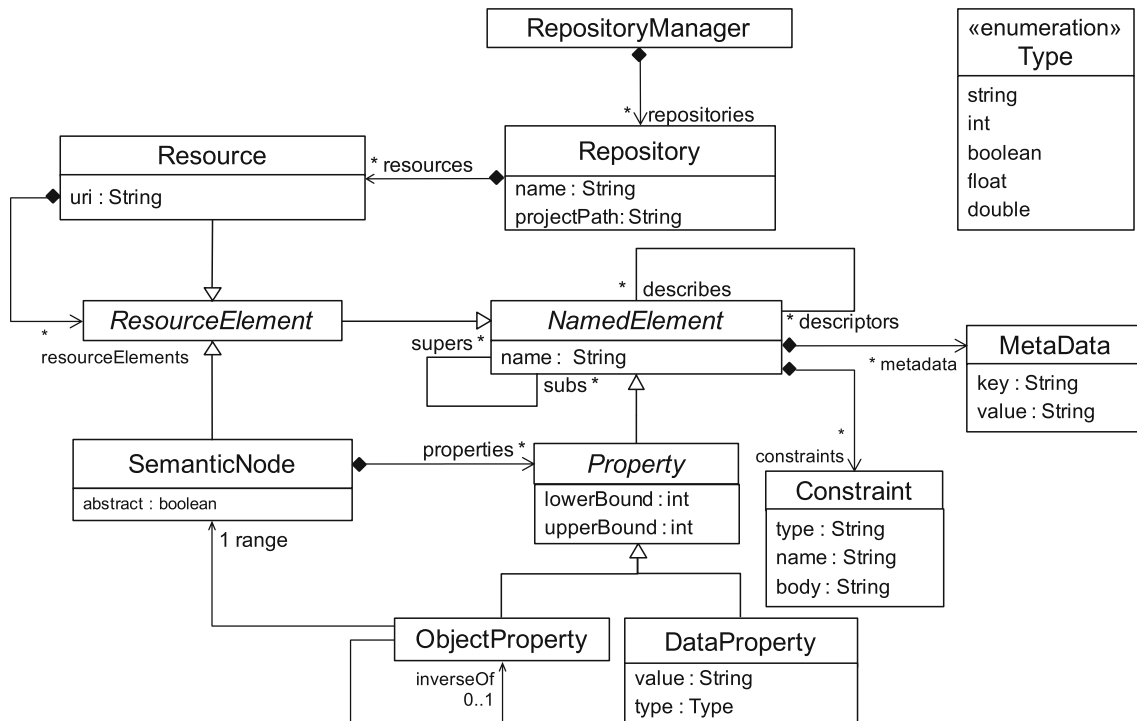 RepositoryManager
«enumeration»
Type
string
int
boolean
float
double
* repositories
Resource
uri : String
* resources
Repository
name : String
projectPath: String
* describes
ResourceElement
*
resourceElements
NamedElement
name : String
* descriptors
supers *
subs *
* metadata
MetaData
key : String
value : String
*
constraints
SemanticNode
abstract : boolean
properties *
Property
lowerBound : int
upperBound : int
Constraint
type : String
name : String
body : String
1 range
ObjectProperty
inverseOf
0..1
DataProperty
value : String
type : Type